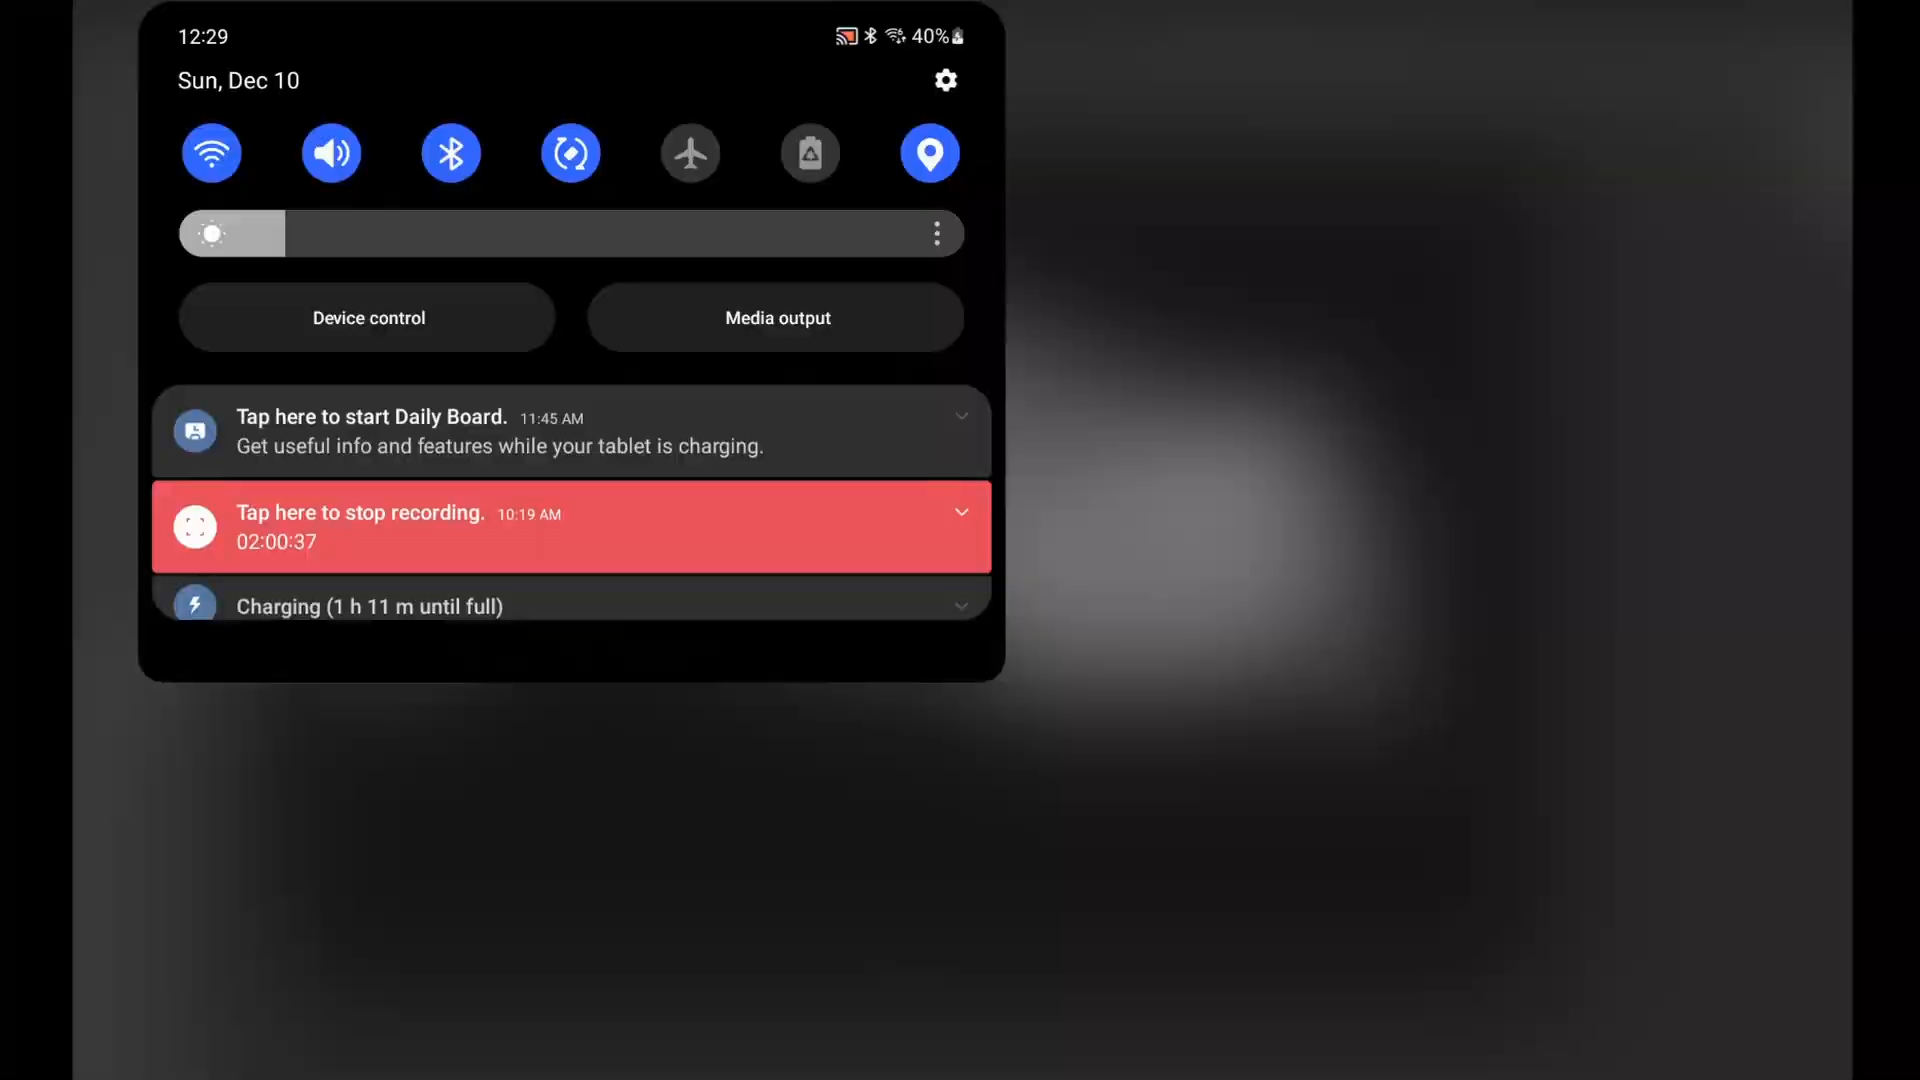 12:29
40%
Sun, Dec 10
Device control
Media output
Tap here to start Daily Board. 11:45 AM
Get useful info and features while your tablet is charging.
Tap here to stop recording. 10:19 AM
02:00:37
Charging (1 h 11 m until full)